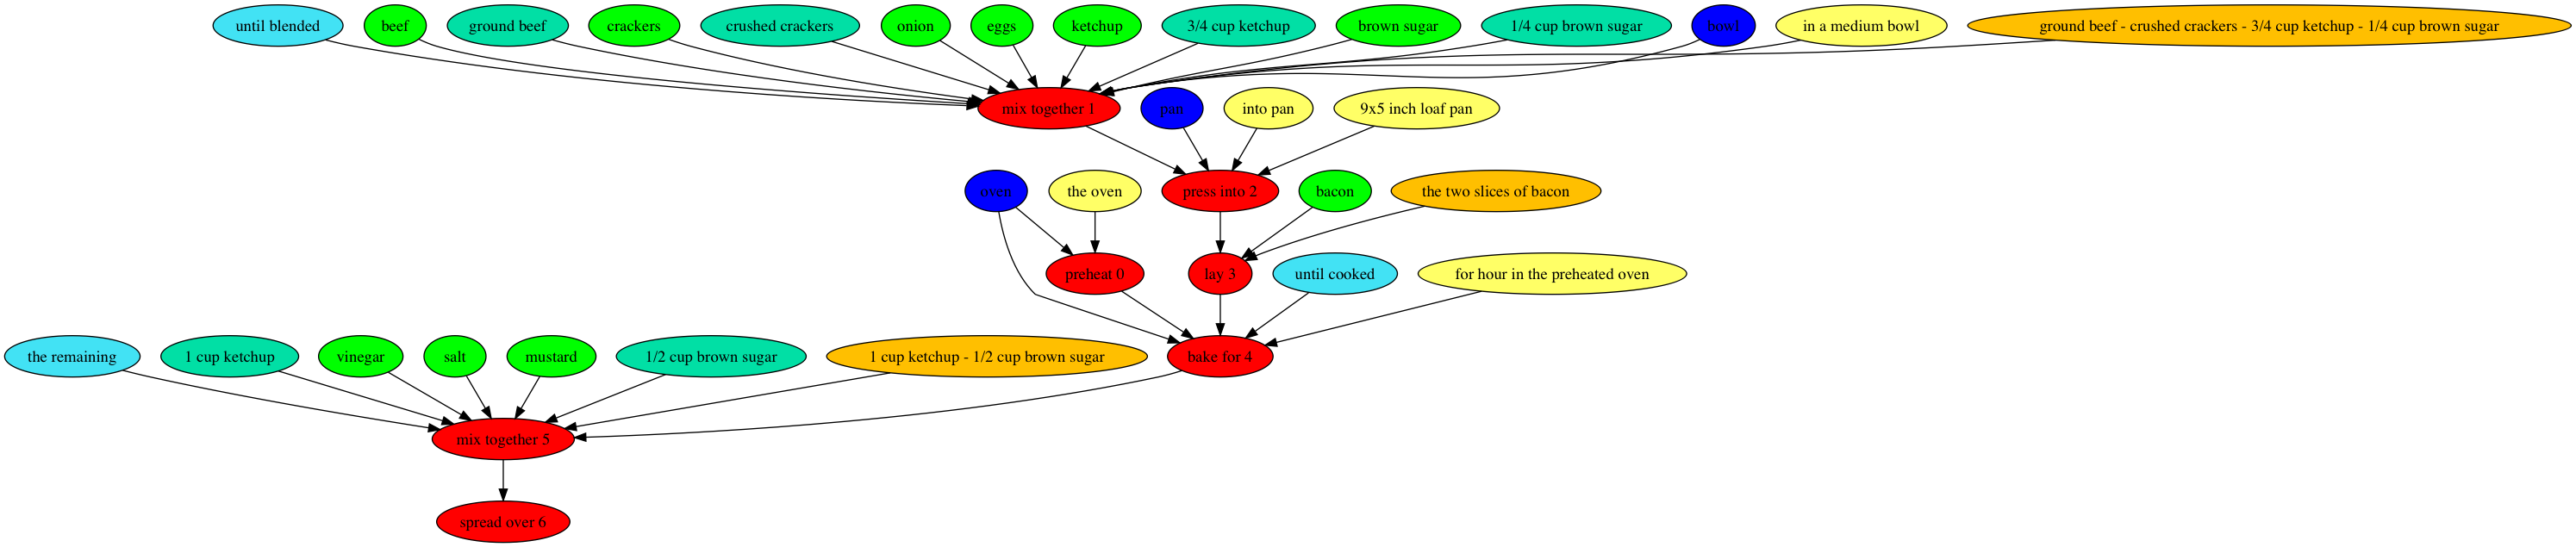 until blended
beef
ground beef
crackers
crushed crackers
onion
eggs
ketchup
3/4 cup ketchup
brown sugar
1/4 cup brown sugar
bowl
in a medium bowl
ground beef - crushed crackers - 3/4 cup ketchup - 1/4 cup brown sugar
mix together 1
pan
into pan
9x5 inch loaf pan
oven
the oven
press into 2
bacon
the two slices of bacon
preheat 0
lay 3
until cooked
for hour in the preheated oven
the remaining
1 cup ketchup
vinegar
salt
mustard
1/2 cup brown sugar
1 cup ketchup - 1/2 cup brown sugar
bake for 4
mix together 5
spread over 6